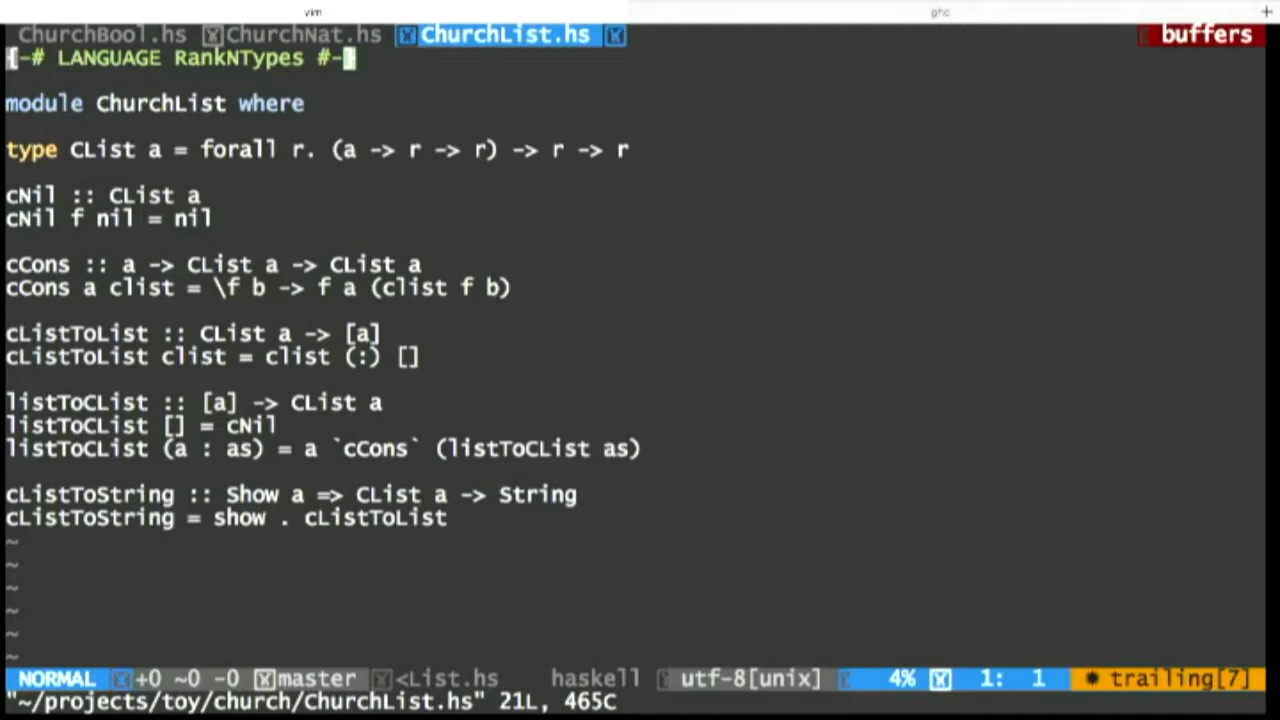 vim ghc +
ChurchBool.hs ChurchNat.hs ChurchList.hs buffers
{-# LANGUAGE RankNTypes #-}
module ChurchList where
type CList a = forall r. (a -> r -> r) -> r -> r
cNil :: CList a
cNil f nil = nil
cCons :: a -> CList a -> CList a
cCons a clist = \f b -> f a (clist f b)
cListToList :: CList a -> [a]
cListToList clist = clist (:) []
listToCList :: [a] -> CList a
listToCList [] = cNil
listToCList (a : as) = a `cCons` (listToCList as)
cListToString :: Show a => CList a -> String
cListToString = show . cListToList
~
~
~
~
~
~
NORMAL +0 ~0 -0 master <List.hs haskell utf-8[unix] 4% 1: 1 trailing[7]
"~/projects/toy/church/ChurchList.hs" 21L, 465C